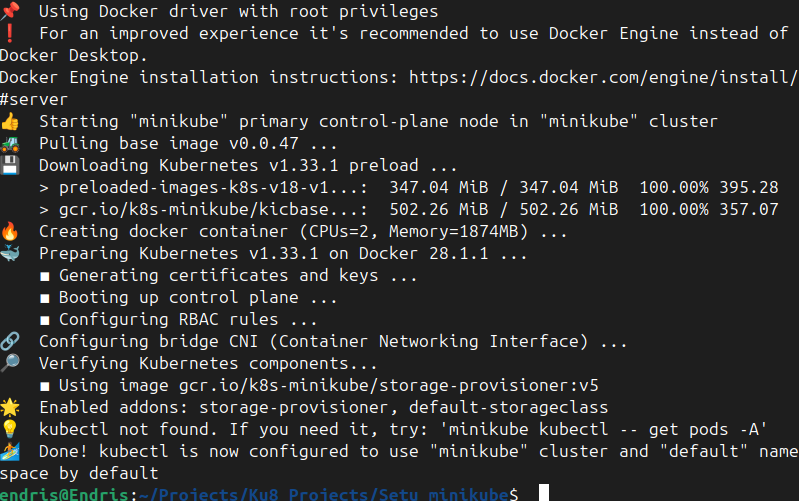 Using Docker driver with root privileges
For an improved experience it's recommended to use Docker Engine instead of
Docker Desktop.
Docker Engine installation instructions: https://docs.docker.com/engine/install/
#server
Starting "minikube" primary control-plane node in "minikube" cluster
Pulling base image v0.0.47 ...
Downloading Kubernetes v1.33.1 preload ...
> preloaded-images-k8s-v18-v1...: 347.04 MiB / 347.04 MiB 100.00% 395.28
> gcr.io/k8s-minikube/kicbase...: 502.26 MiB / 502.26 MiB 100.00% 357.07
Creating docker container (CPUs=2, Memory=1874MB) ...
Preparing Kubernetes v1.33.1 on Docker 28.1.1 ...
▪ Generating certificates and keys ...
▪ Booting up control plane ...
▪ Configuring RBAC rules ...
Configuring bridge CNI (Container Networking Interface) ...
Verifying Kubernetes components...
▪ Using image gcr.io/k8s-minikube/storage-provisioner:v5
Enabled addons: storage-provisioner, default-storageclass
kubectl not found. If you need it, try: 'minikube kubectl -- get pods -A'
Done! kubectl is now configured to use "minikube" cluster and "default" name
space by default
endris@Endris:~/Projects/Ku8 Projects/Setu minikube$